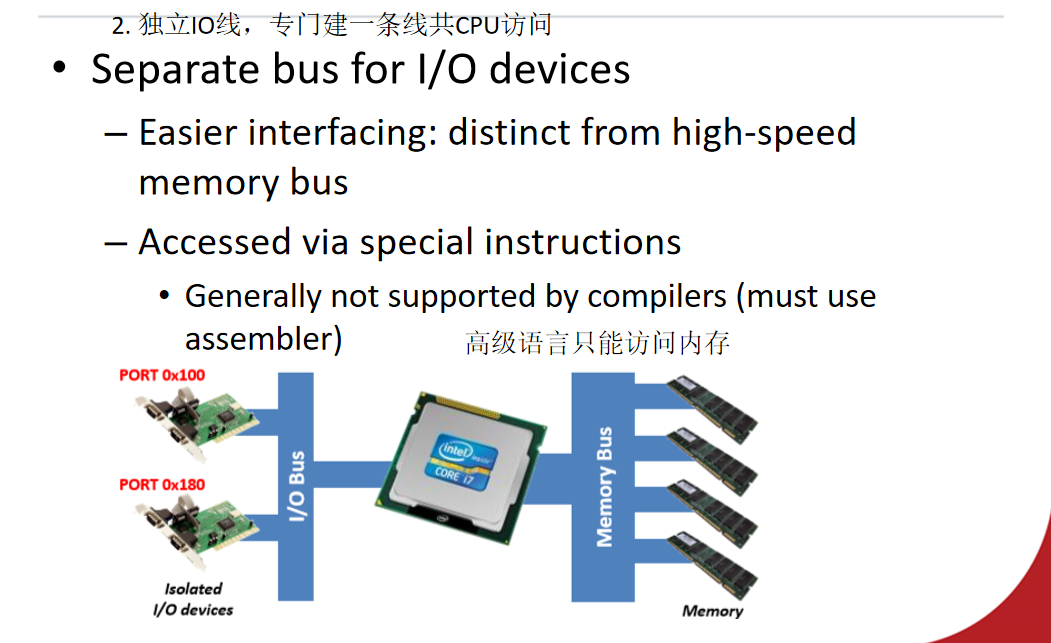 2. 独立IO线，专门建一条线共CPU访问
• Separate bus for I/O devices
– Easier interfacing: distinct from high-speed
memory bus
– Accessed via special instructions
• Generally not supported by compilers (must use
assembler)
高级语言只能访问内存
PORT 0x100
PORT 0x180
I/O Bus
intel
CORE i7
Memory Bus
Isolated
I/O devices
Memory